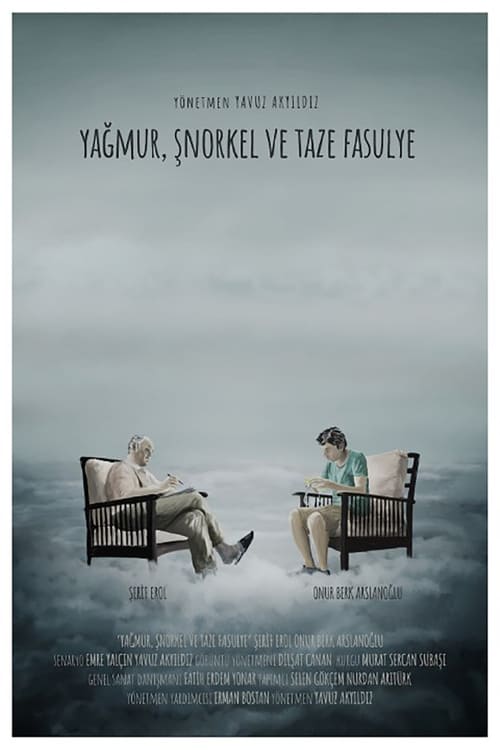 YÖNETMEN YAVUZ AKYILDIZ
YAĞMUR, ŞNORKEL VE TAZE FASULYE
ŞERİF EROL
ONUR BERK ARSLANOĞLU
"YAĞMUR, ŞNORKEL VE TAZE FASULYE" ŞERİF EROL ONUR BERK ARSLANOĞLU
SENARYO EMRE YALÇIN YAVUZ AKYILDIZ GÖRÜNTÜ YÖNETMENİ DİLŞAT CANAN KURGU MURAT SERCAN SUBAŞI
GENEL SANAT DANIŞMANI FATİH ERDEM YONAR YAPIMCI SELEN GÖKÇEM NURDAN ARITÜRK
YÖNETMEN YARDIMCISI ERMAN BOSTAN YÖNETMEN YAVUZ AKYILDIZ